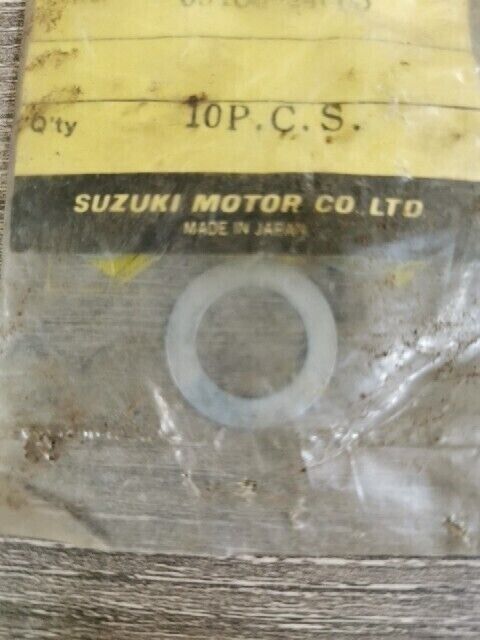 Q'ty 10P.C.S.
SUZUKI MOTOR CO. LTD
MADE IN JAPAN